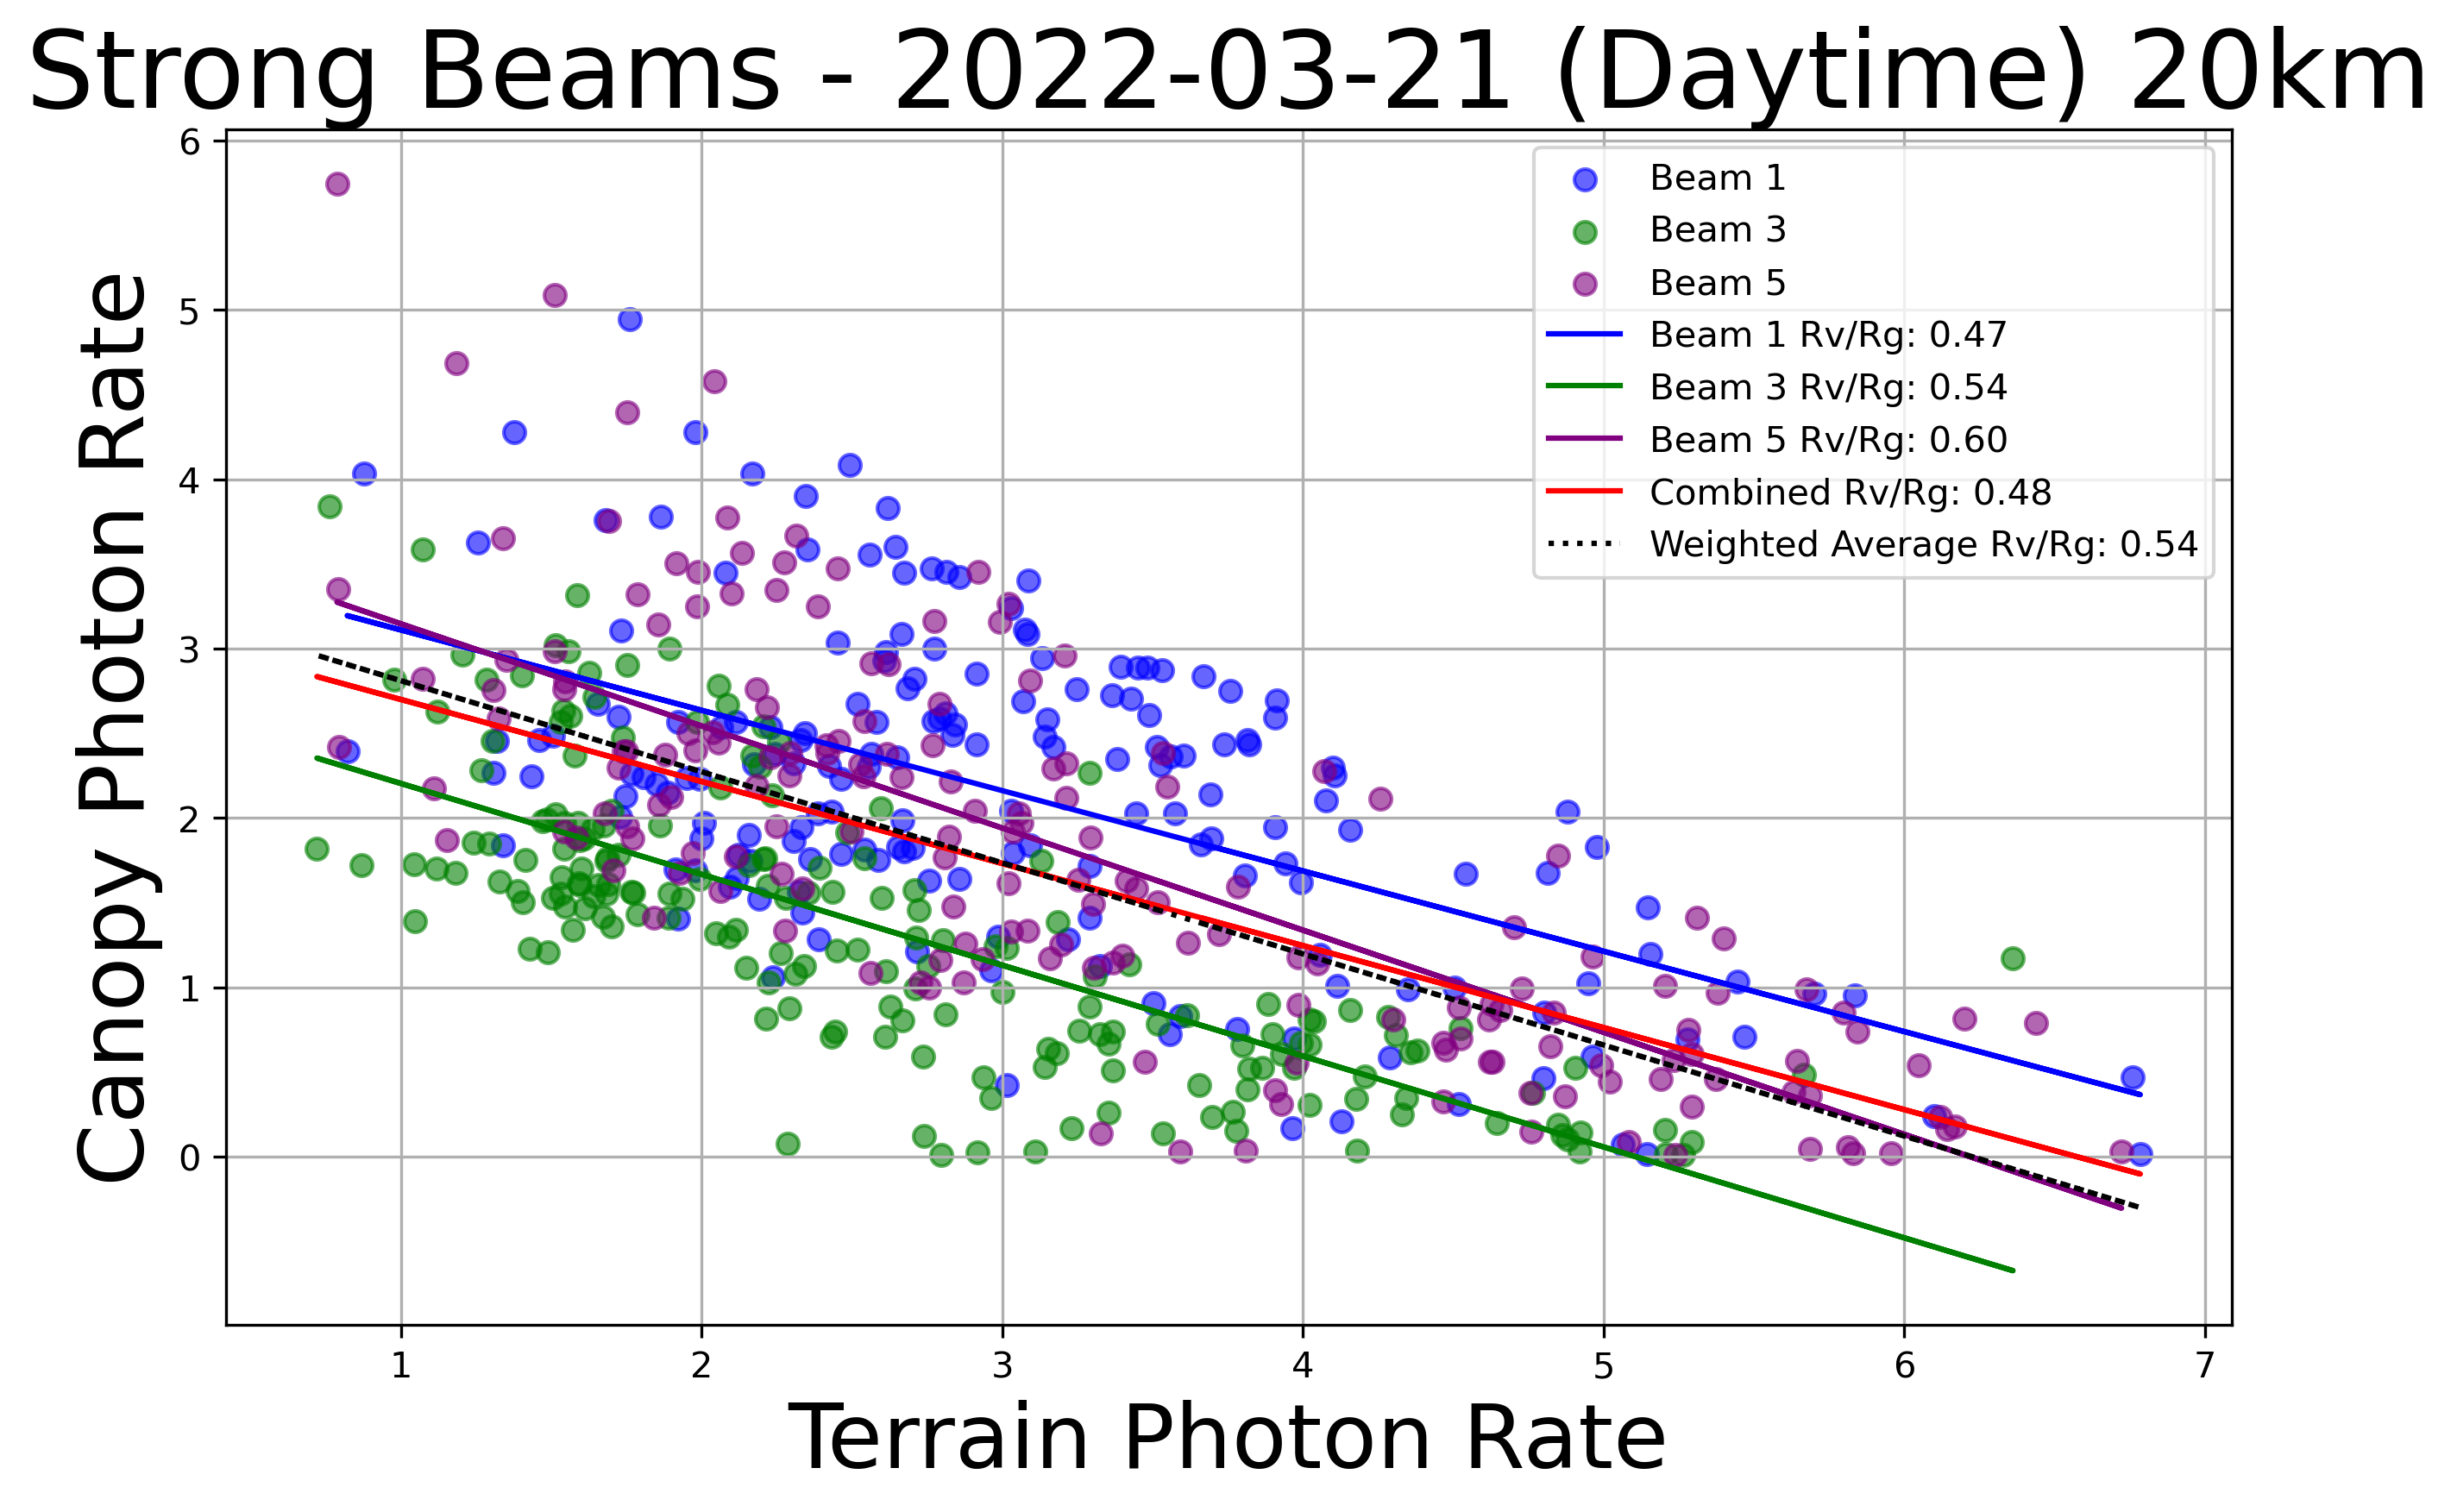 Strong Beams - 2022-03-21 (Daytime) 20km
Canopy Photon Rate
6
5
4
3
2
1
0
Beam 1
Beam 3
Beam 5
Beam 1 Rv/Rg: 0.47
Beam 3 Rv/Rg: 0.54
Beam 5 Rv/Rg: 0.60
Combined Rv/Rg: 0.48
Weighted Average Rv/Rg: 0.54
1 2 3 4 5 6 7
Terrain Photon Rate